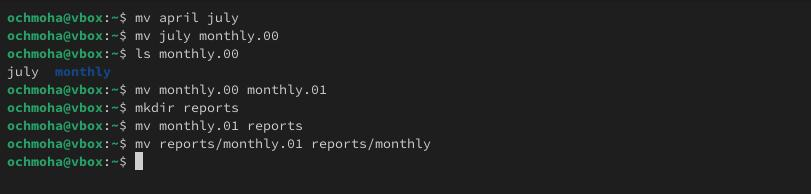 ochmoha@vbox:~$ mv april july
ochmoha@vbox:~$ mv july monthly.00
ochmoha@vbox:~$ ls monthly.00
july  monthly
ochmoha@vbox:~$ mv monthly.00 monthly.01
ochmoha@vbox:~$ mkdir reports
ochmoha@vbox:~$ mv monthly.01 reports
ochmoha@vbox:~$ mv reports/monthly.01 reports/monthly
ochmoha@vbox:~$